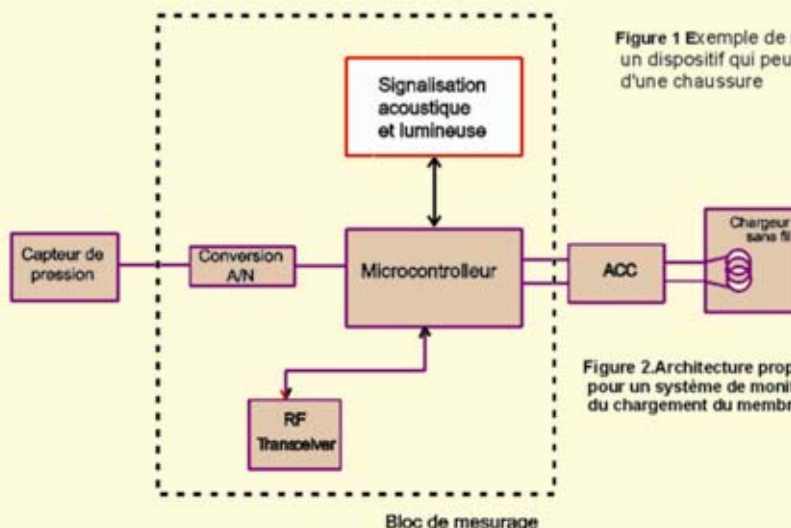 Figure 1 Exemple de
un dispositif qui peu
d'une chaussure
Signalisation
acoustique
et lumineuse
Capteur de
pression
Conversion
A/N
Microcontrolleur
ACC
Chargeur
sans fil
RF
Transceiver
Figure 2.Architecture prop
pour un système de monit
du chargement du membr
Bloc de mesurage